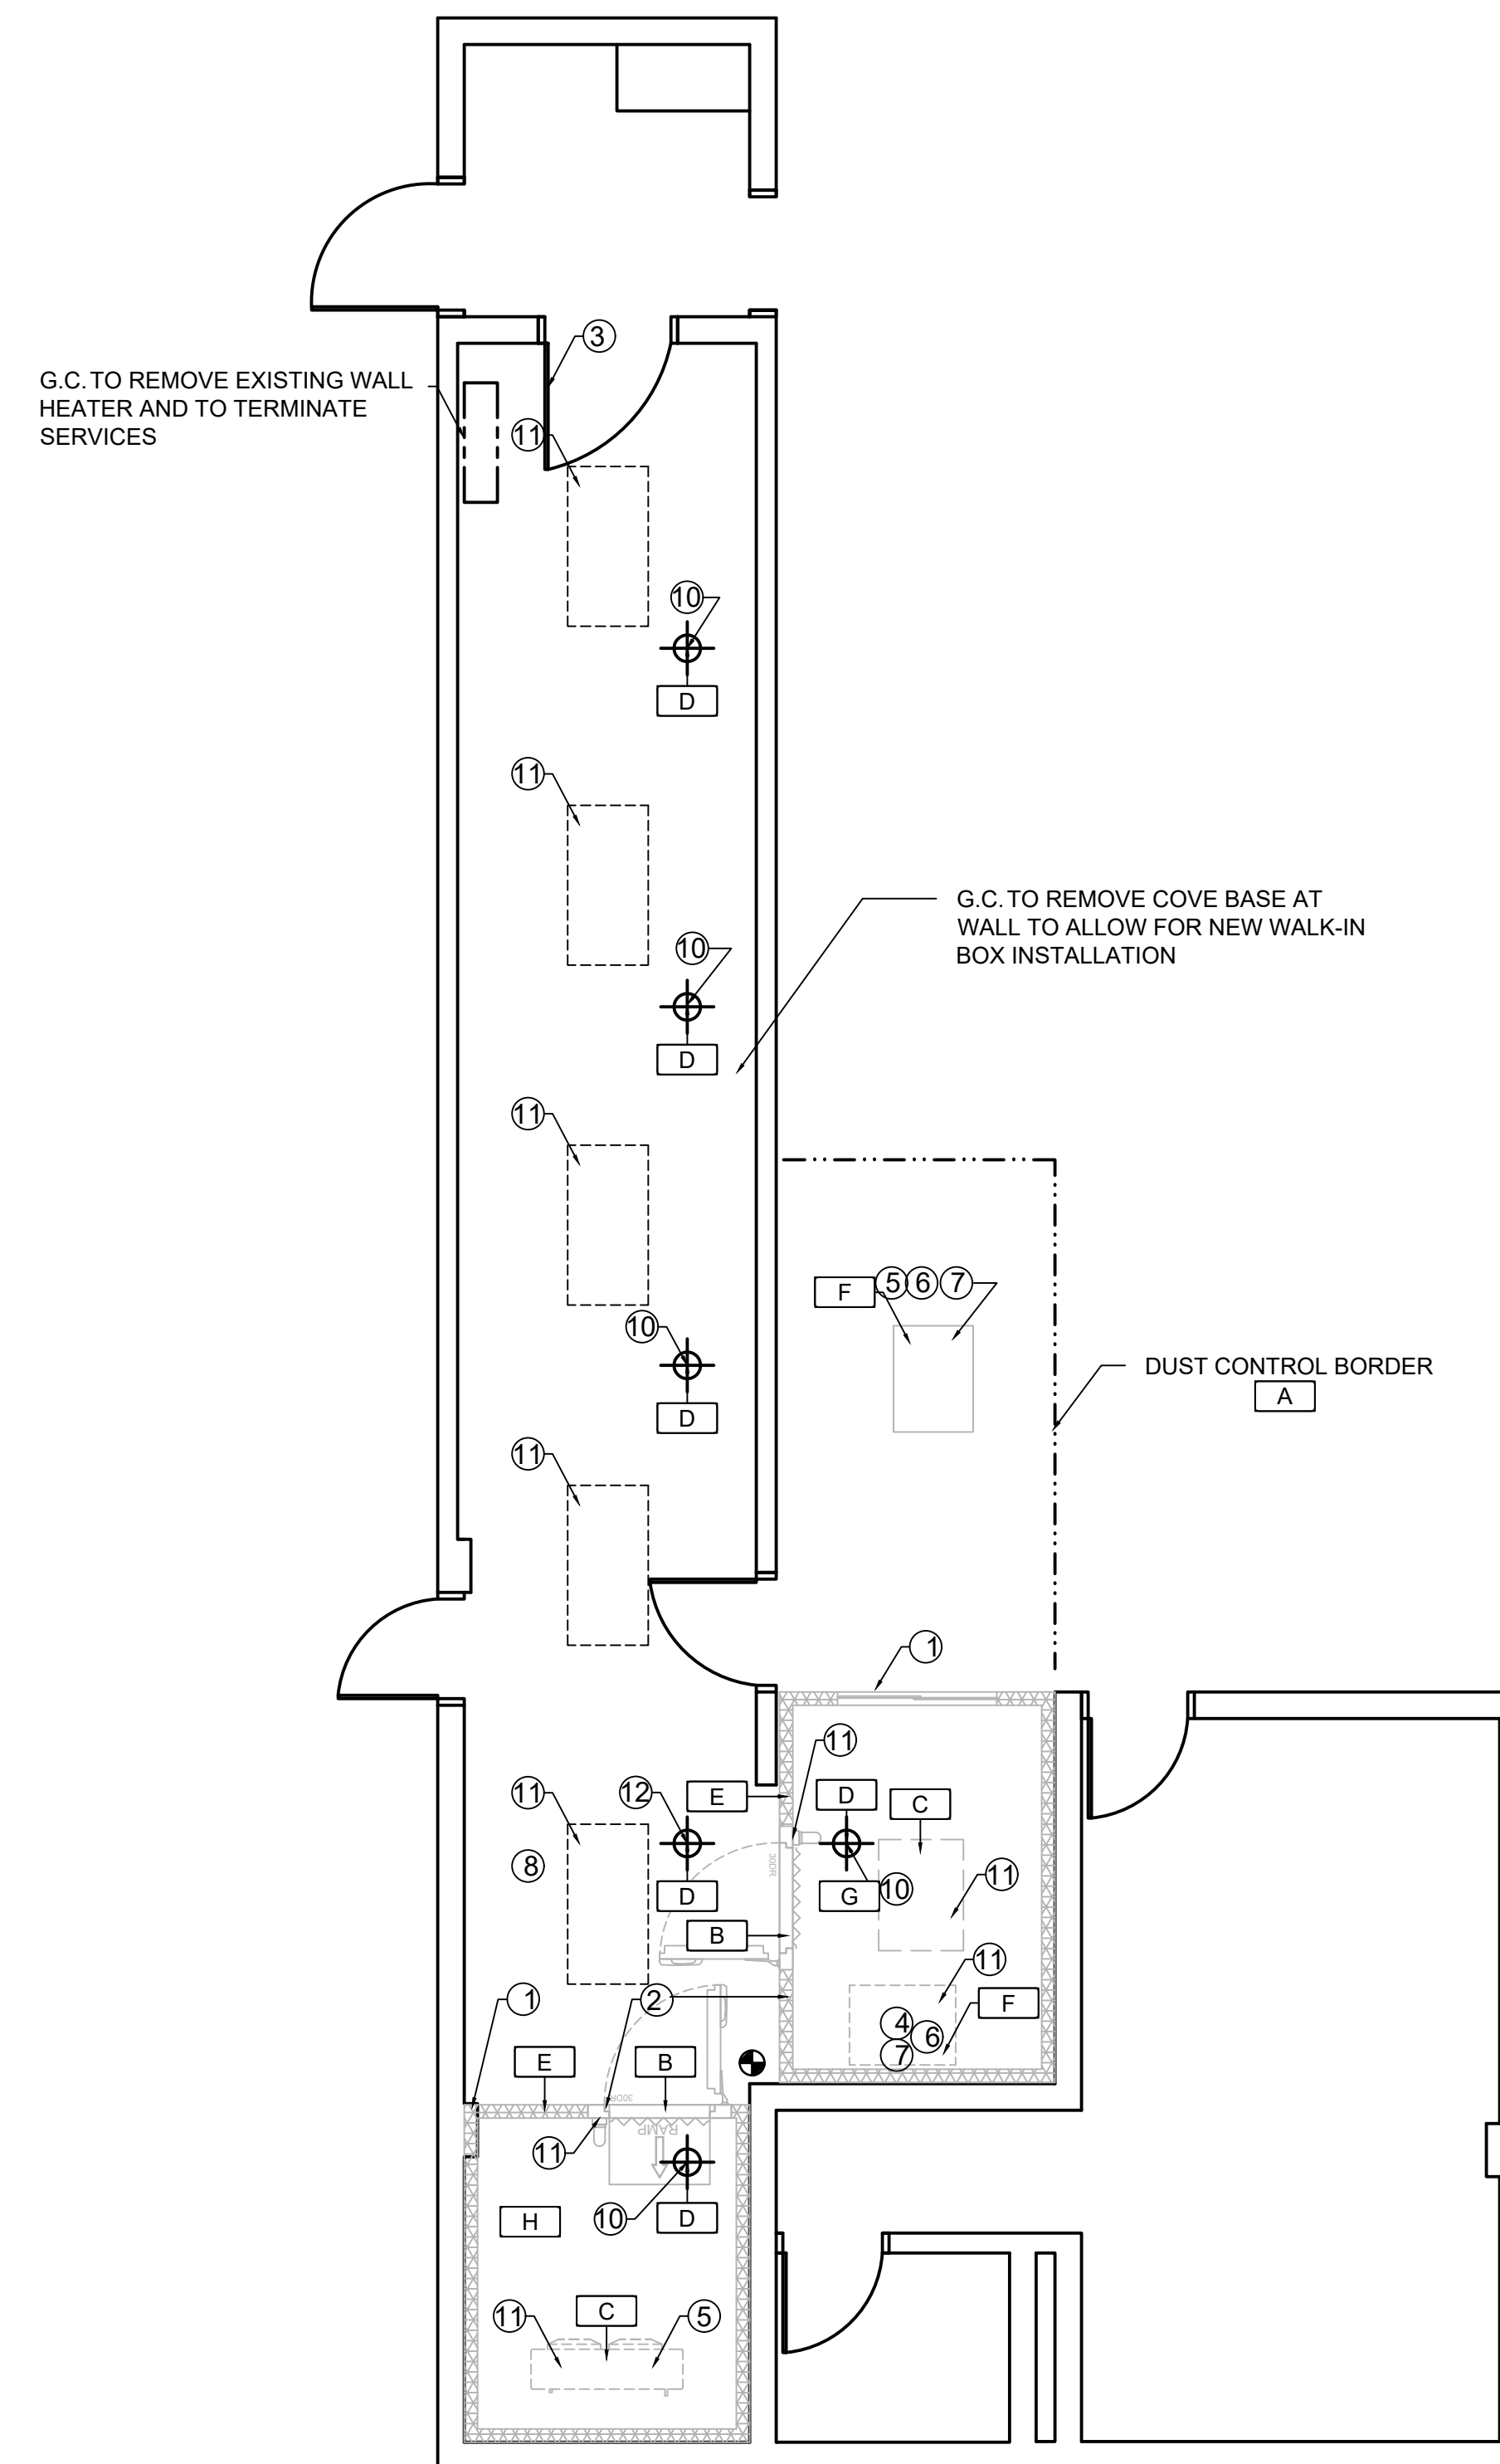 3
G.C. TO REMOVE EXISTING WALL
HEATER AND TO TERMINATE
SERVICES
11
10
D
11
G.C. TO REMOVE COVE BASE AT
WALL TO ALLOW FOR NEW WALK-IN
BOX INSTALLATION
10
D
11
F 5 6 7
10
DUST CONTROL BORDER
A
D
11
1
11
11 12 E D C
30DR
8
D G 10 11
B
11
1 2 F
4
6
7
E B
30DR
RAMP
11
H 10 D
11 C 5